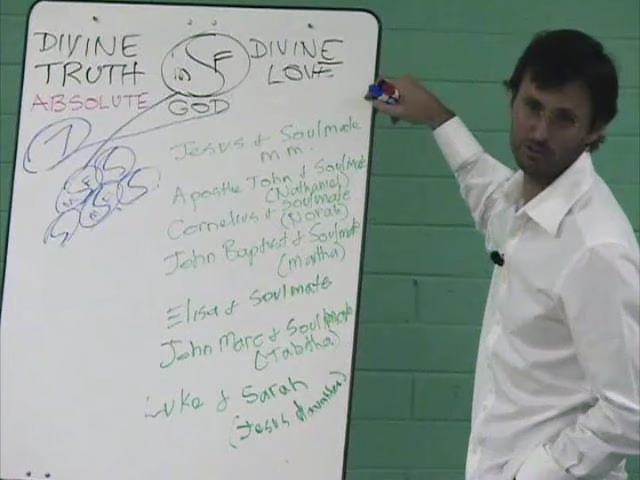 DIVINE TRUTH
ABSOLUTE
in
GOD
DIVINE LOVE
Jesus & Soulmate
m.m.
Apostle John & Soulmate
(Nathaniel)
Cornelius & Soulmate
(Norah)
John Baptist & Soulmate
(Martha)
Elisa & Soulmate
John Marc & Soulmate
(Tabitha)
Luke & Sarah
(Jesus